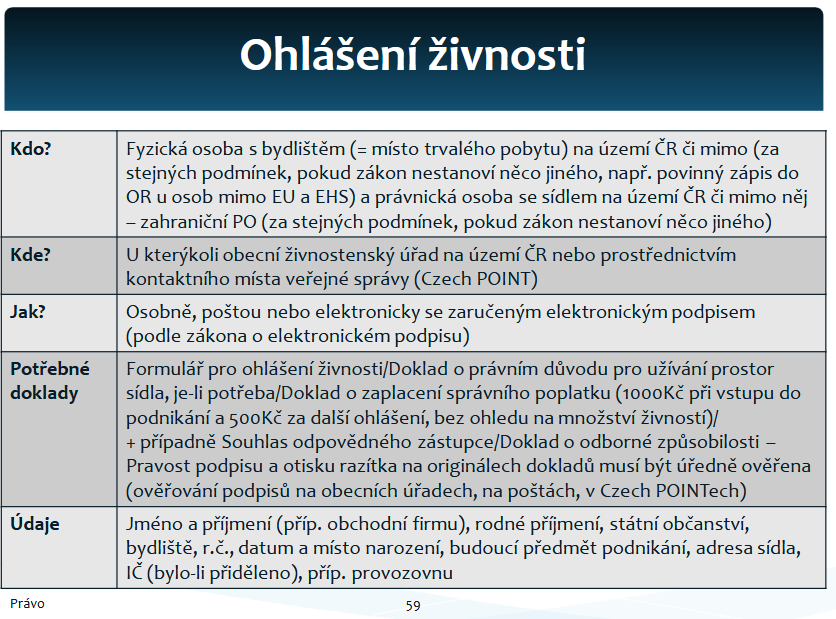 Ohlášení živnosti
Kdo?
Fyzická osoba s bydlištěm (= místo trvalého pobytu) na území ČR či mimo (za
stejných podmínek, pokud zákon nestanoví něco jiného, např. povinný zápis do
OR u osob mimo EU a EHS) a právnická osoba se sídlem na území ČR či mimo něj
– zahraniční PO (za stejných podmínek, pokud zákon nestanoví něco jiného)
Kde?
U kterýkoli obecní živnostenský úřad na území ČR nebo prostřednictvím
kontaktního místa veřejné správy (Czech POINT)
Jak?
Osobně, poštou nebo elektronicky se zaručeným elektronickým podpisem
(podle zákona o elektronickém podpisu)
Potřebné
doklady
Formulář pro ohlášení živnosti/Doklad o právním důvodu pro užívání prostor
sídla, je-li potřeba/Doklad o zaplacení správního poplatku (1000Kč při vstupu do
podnikání a 500Kč za další ohlášení, bez ohledu na množství živností)/
+ případně Souhlas odpovědného zástupce/Doklad o odborné způsobilosti –
Pravost podpisu a otisku razítka na originálech dokladů musí být úředně ověřena
(ověřování podpisů na obecních úřadech, na poštách, v Czech POINTech)
Údaje
Jméno a příjmení (příp. obchodní firmu), rodné příjmení, státní občanství,
bydliště, r.č., datum a místo narození, budoucí předmět podnikání, adresa sídla,
IČ (bylo-li přiděleno), příp. provozovnu
Právo
59